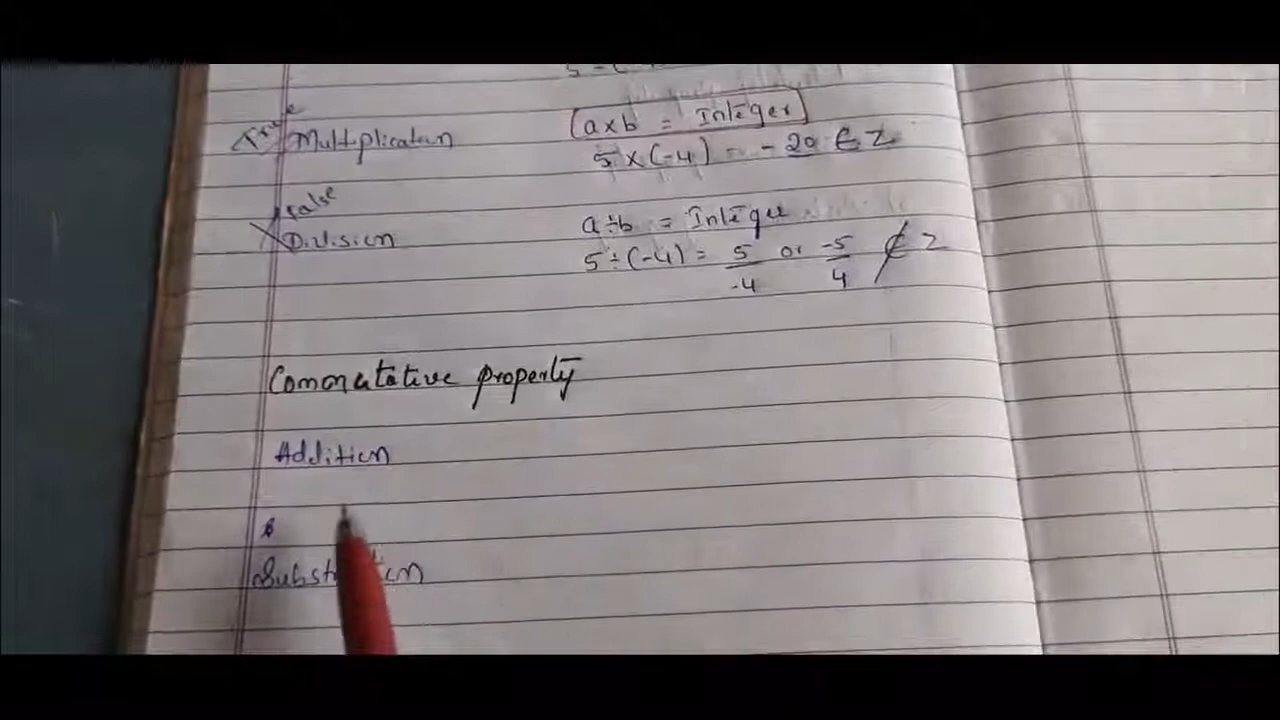 True
Multiplication (a×b = Integer)
5 × (-4) = - 20 ∈ Z
false
Division a÷b = Integer
5 ÷ (-4) = 5/-4 or -5/4 ∉ Z
Commutative property
Addition
Substraction